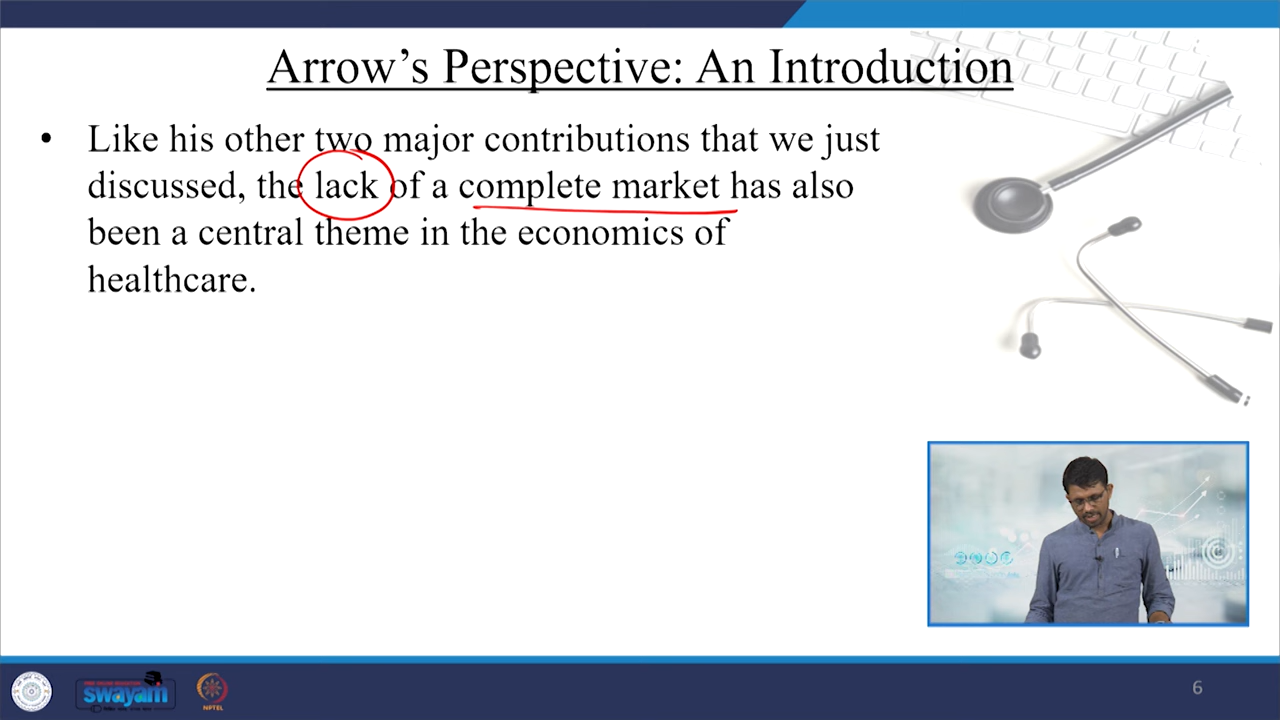 Arrow's Perspective: An Introduction
• Like his other two major contributions that we just
discussed, the lack of a complete market has also
been a central theme in the economics of
healthcare.
swayam
NPTEL
6